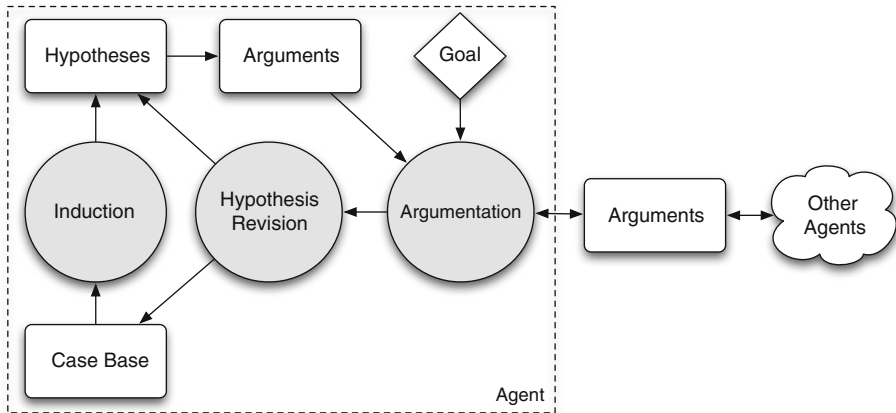 Hypotheses
Arguments
Goal
Induction
Hypothesis
Revision
Argumentation
Arguments
Other
Agents
Case Base
Agent